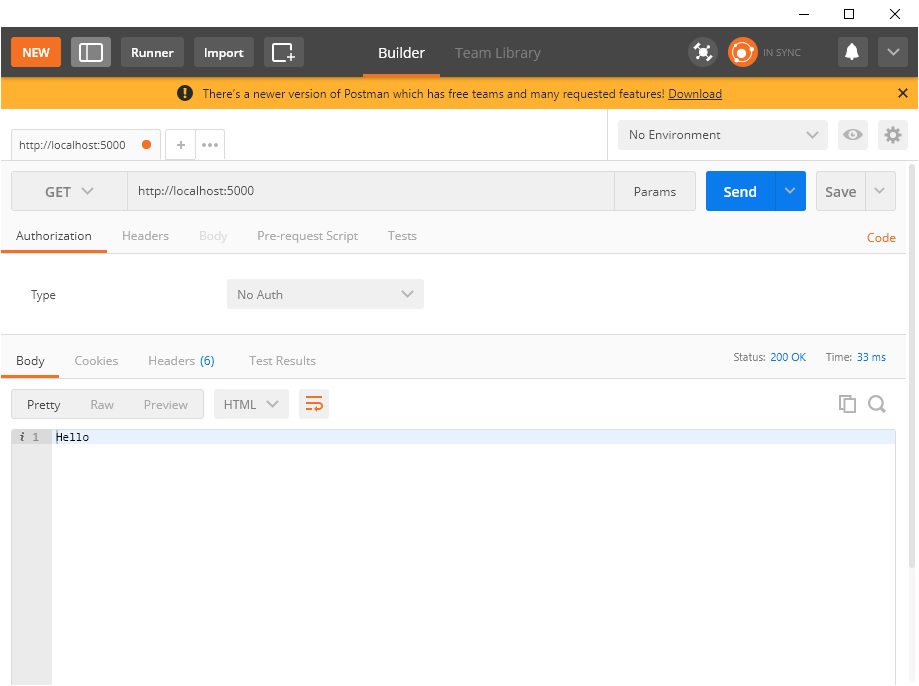 NEW Runner Import Builder Team Library IN SYNC
There's a newer version of Postman which has free teams and many requested features! Download
http://localhost:5000 + ••• No Environment
GET http://localhost:5000 Params Send Save
Authorization Headers Body Pre-request Script Tests Code
Type No Auth
Body Cookies Headers (6) Test Results Status: 200 OK Time: 33 ms
Pretty Raw Preview HTML
i 1 Hello